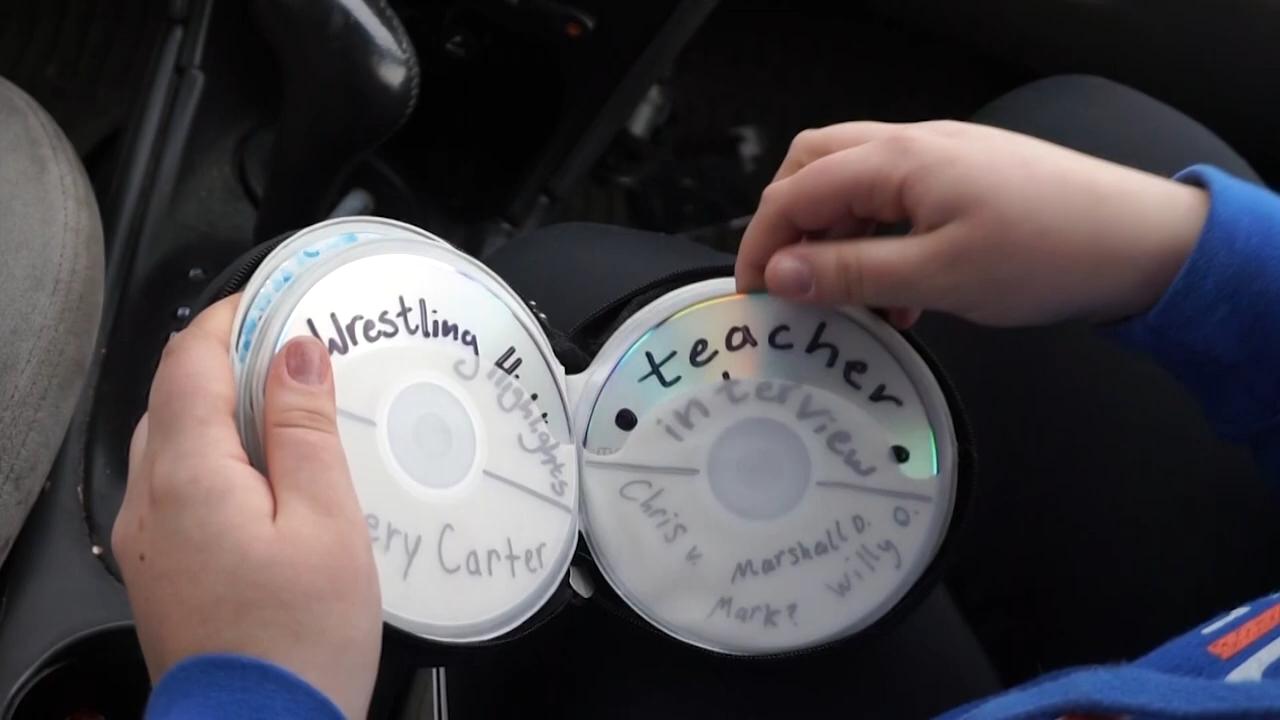 Wrestling Highlights
ery Carter
teacher
interview
Chris V.
Marshall D.
Willy O.
Mark?